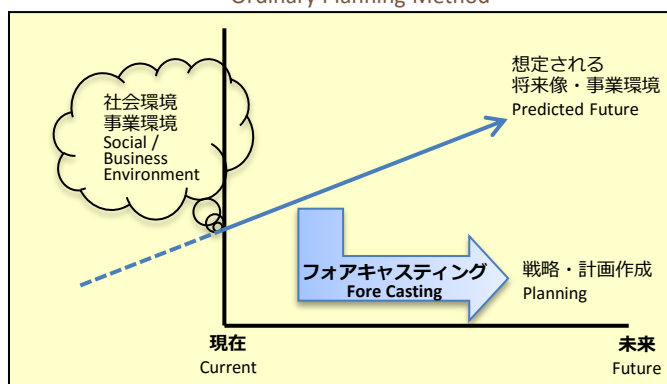 Ordinary Planning Method
社会環境
事業環境
Social /
Business
Environment
想定される
将来像・事業環境
Predicted Future
フォアキャスティング
Fore Casting
戦略・計画作成
Planning
現在
Current
未来
Future